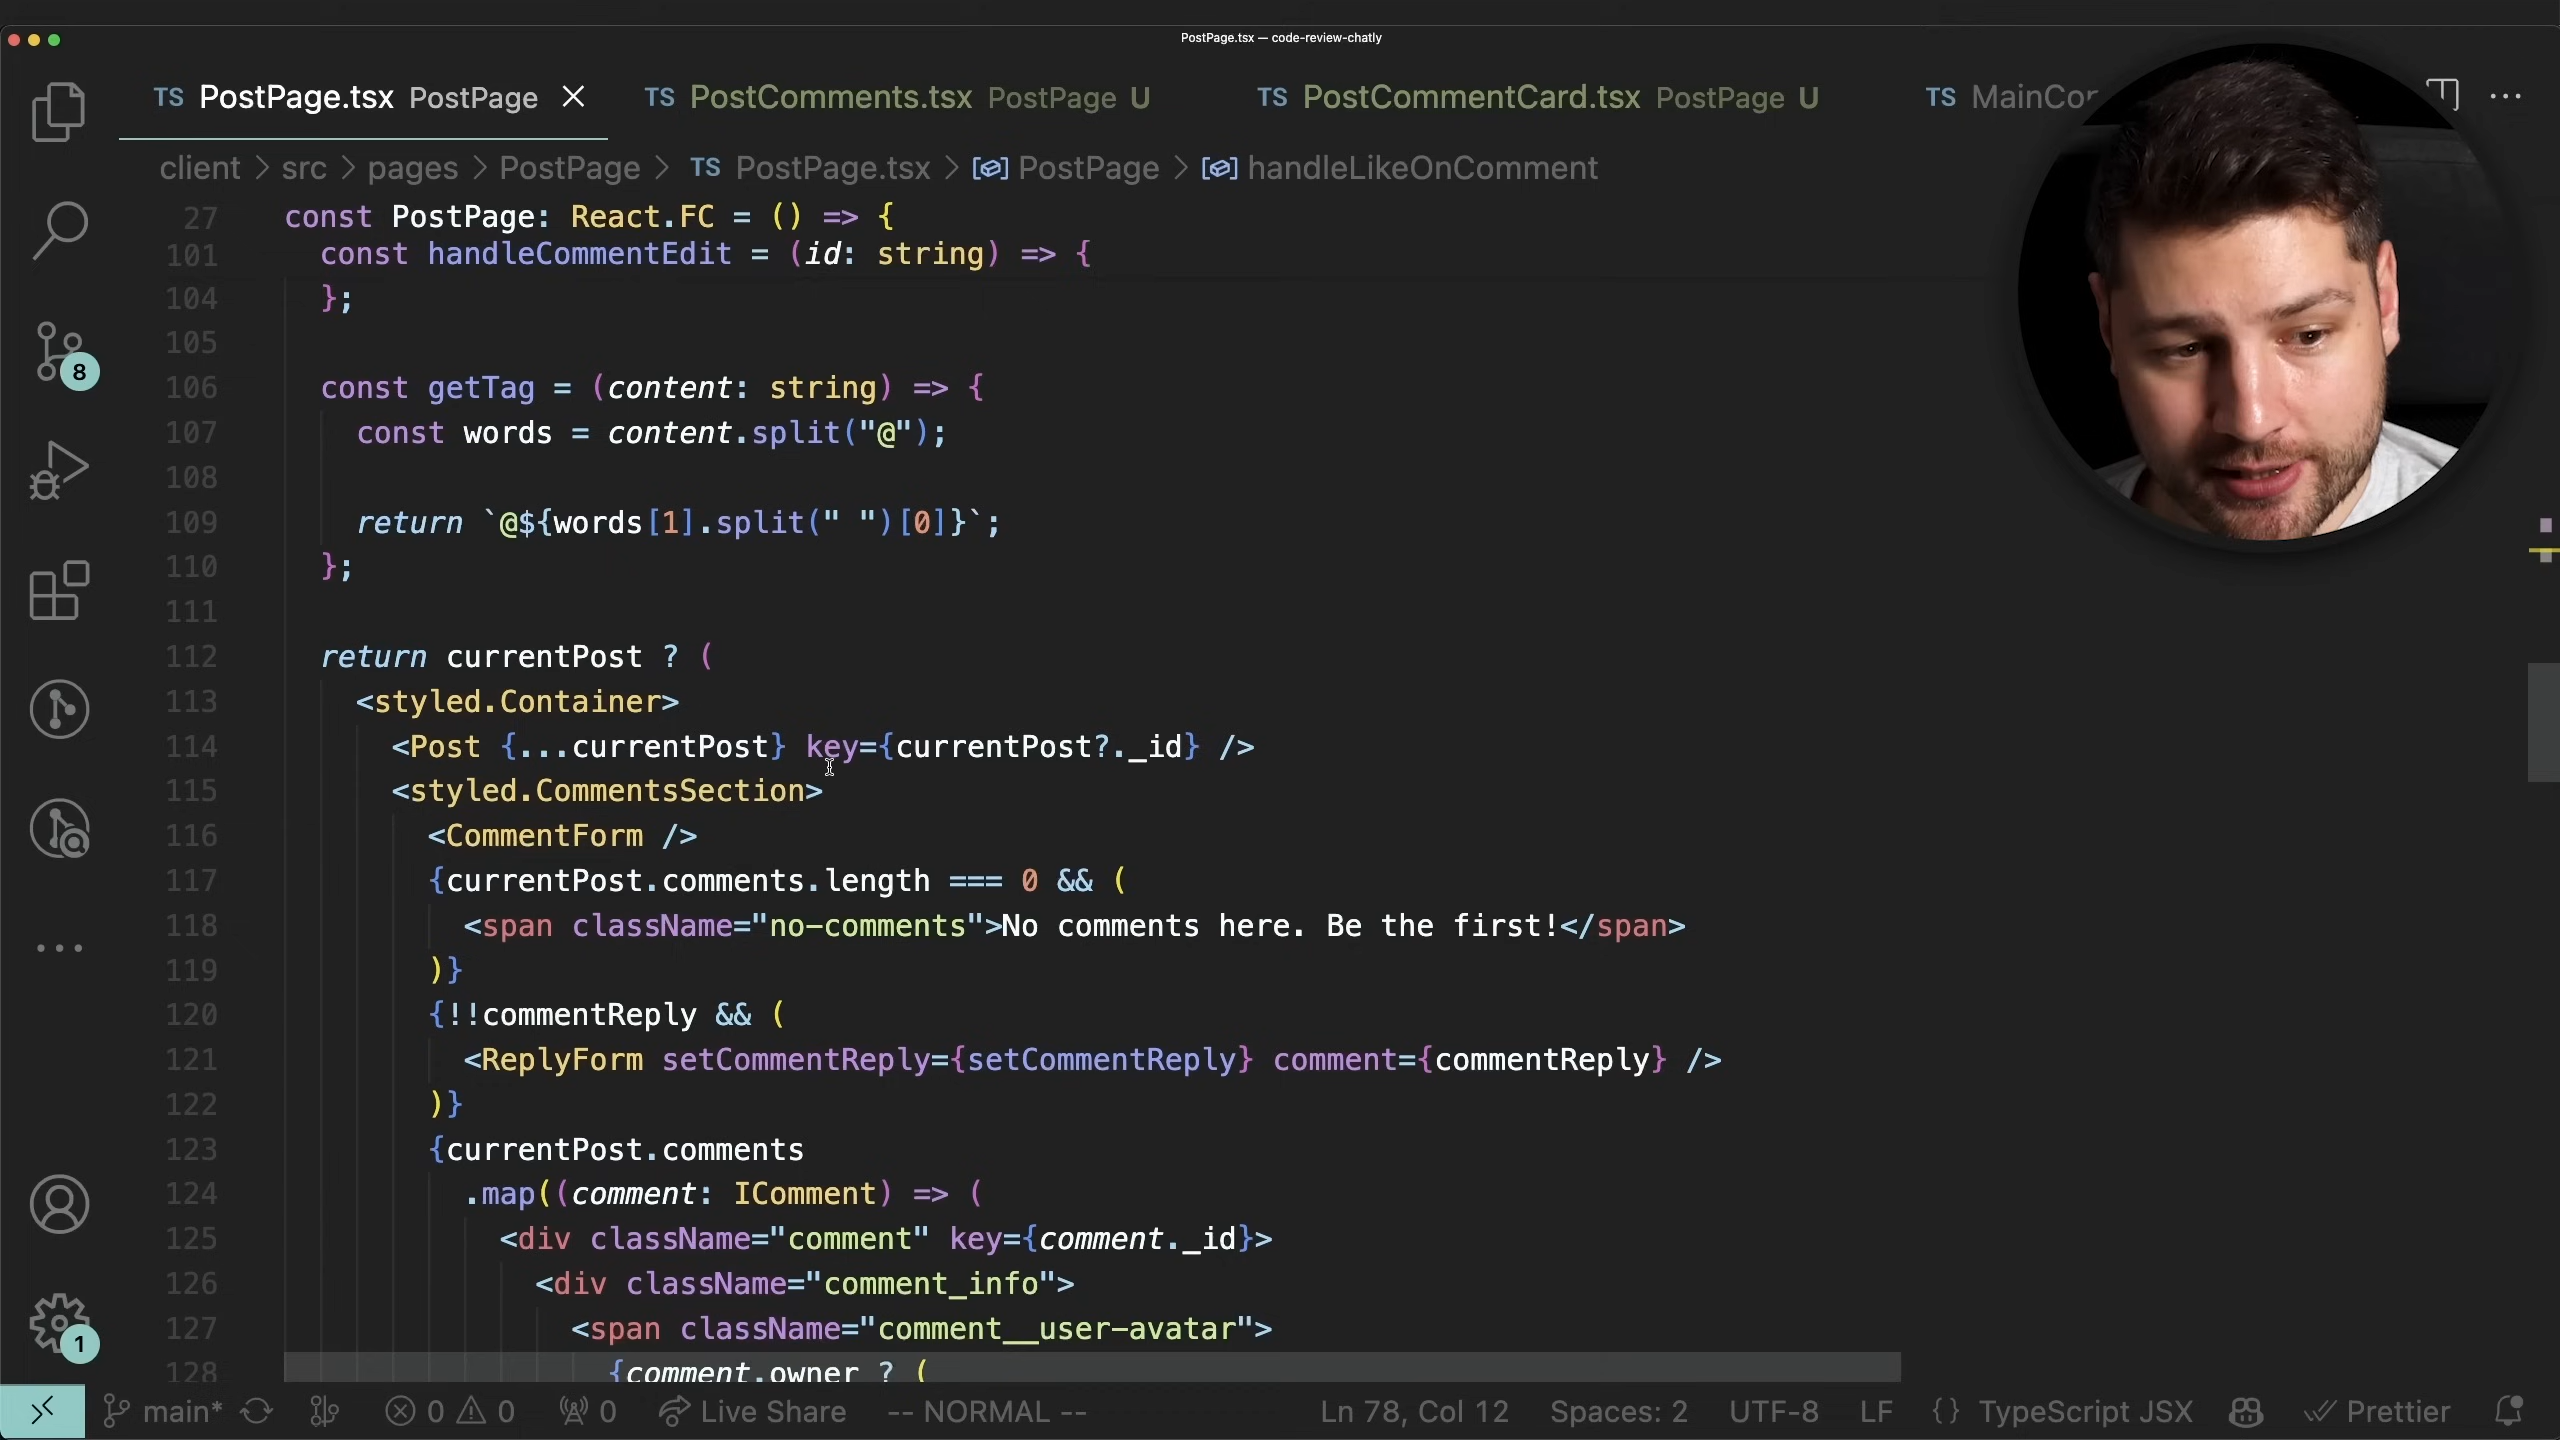 PostPage.tsx — code-review-chatly
TS PostPage.tsx PostPage TS PostComments.tsx PostPage U TS PostCommentCard.tsx PostPage U TS MainCor
client > src > pages > PostPage > TS PostPage.tsx > PostPage > handleLikeOnComment
27 const PostPage: React.FC = () => {
101 const handleCommentEdit = (id: string) => {
104 };
105
106 const getTag = (content: string) => {
107 const words = content.split("@");
108
109 return `@${words[1].split(" ")[0]}`;
110 };
111
112 return currentPost ? (
113 <styled.Container>
114 <Post {...currentPost} key={currentPost?._id} />
115 <styled.CommentsSection>
116 <CommentForm />
117 {currentPost.comments.length === 0 && (
118 <span className="no-comments">No comments here. Be the first!</span>
119 )}
120 {!!commentReply && (
121 <ReplyForm setCommentReply={setCommentReply} comment={commentReply} />
122 )}
123 {currentPost.comments
124 .map((comment: IComment) => (
125 <div className="comment" key={comment._id}>
126 <div className="comment_info">
127 <span className="comment__user-avatar">
128 {comment.owner ? (
8
1
main* 0 0 0 Live Share -- NORMAL -- Ln 78, Col 12 Spaces: 2 UTF-8 LF {} TypeScript JSX Prettier